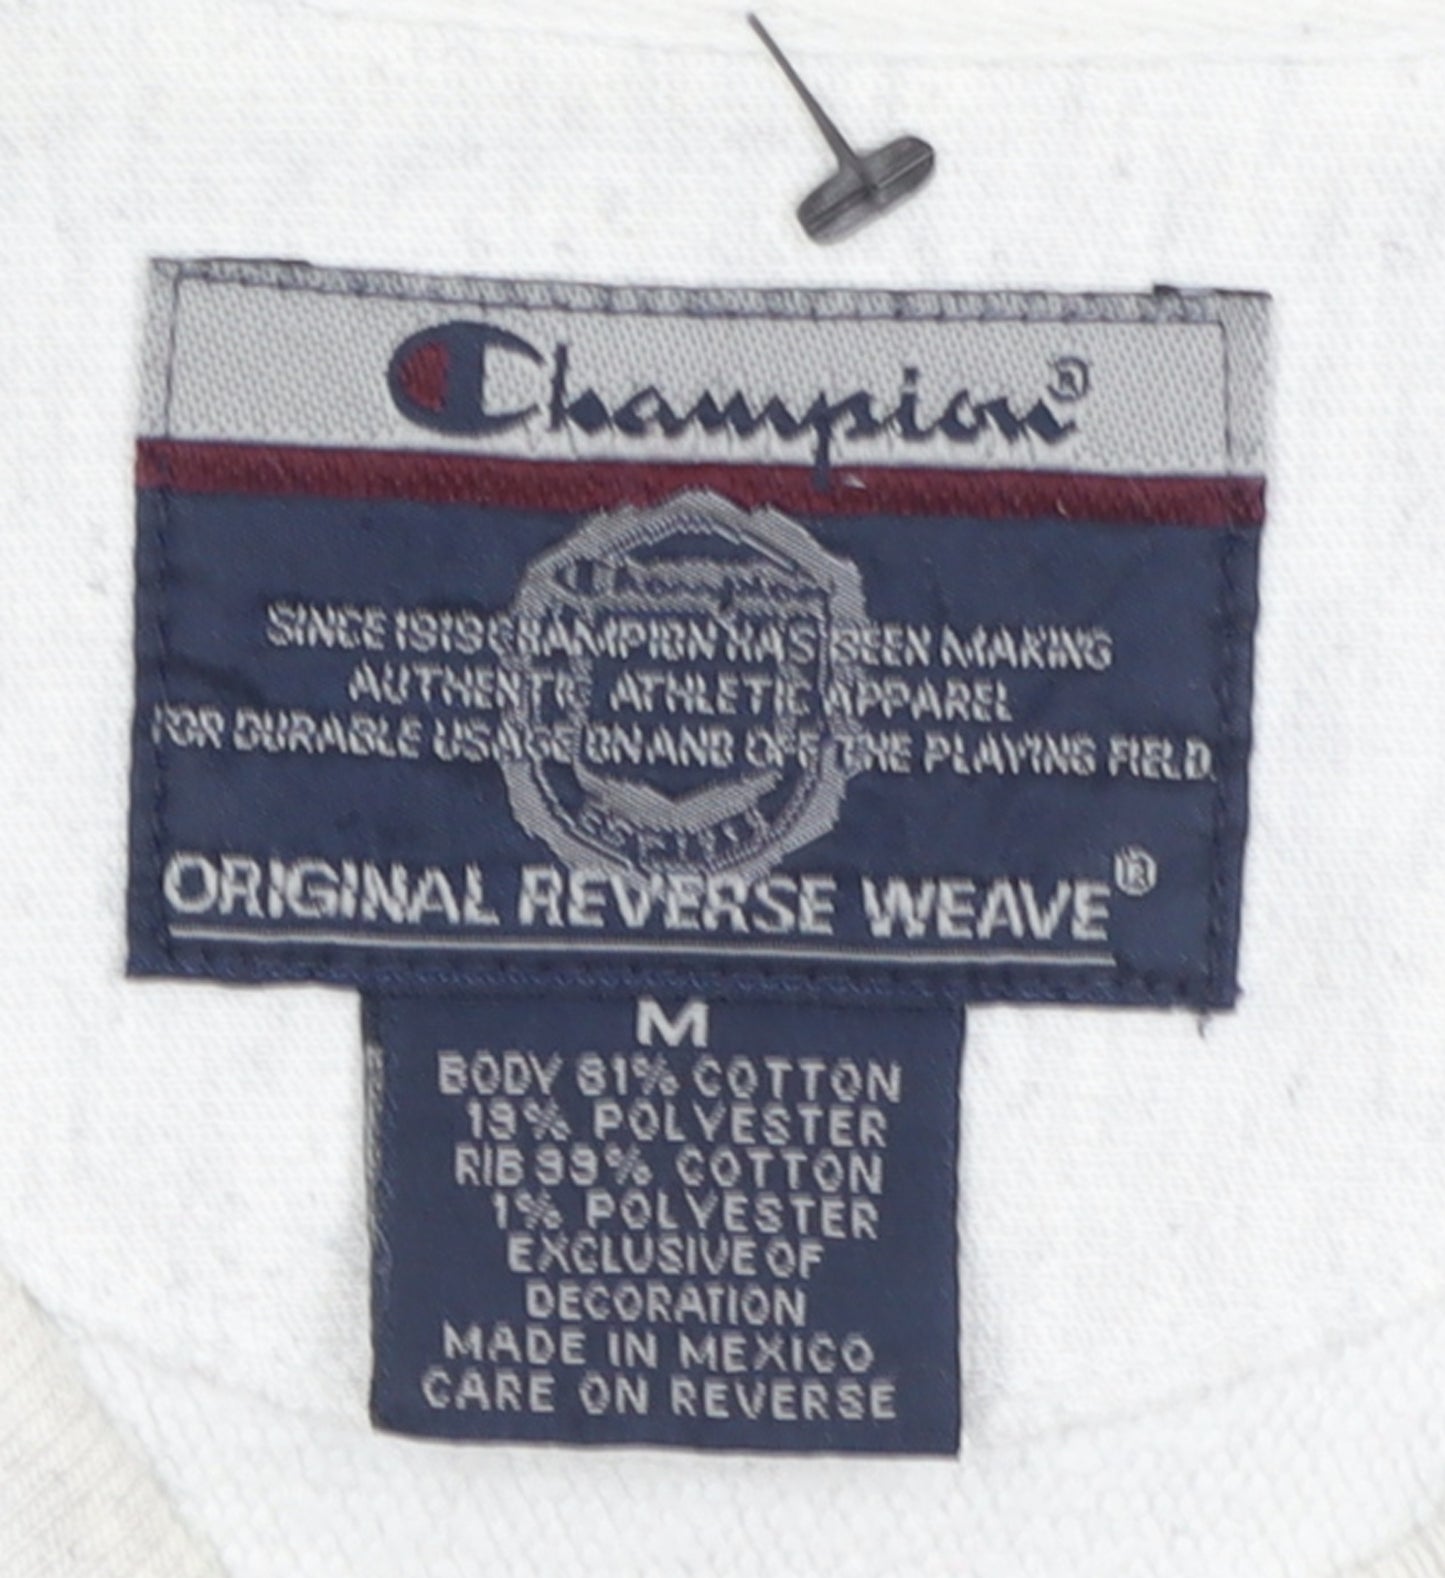 Champion®
Champion
SINCE 1919 CHAMPION HAS BEEN MAKING
AUTHENTIC ATHLETIC APPAREL
FOR DURABLE USAGE ON AND OFF THE PLAYING FIELD.
ORIGINAL REVERSE WEAVE®
M
BODY 81% COTTON
19% POLYESTER
RIB 99% COTTON
1% POLYESTER
EXCLUSIVE OF
DECORATION
MADE IN MEXICO
CARE ON REVERSE